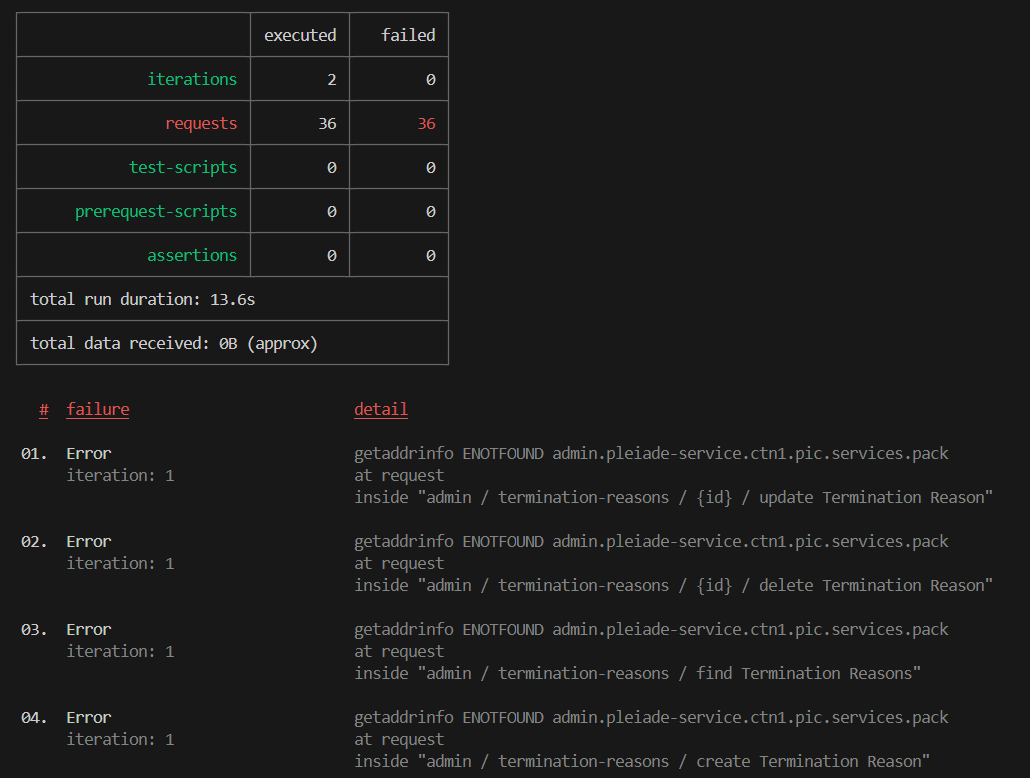 executed failed
iterations 2 0
requests 36 36
test-scripts 0 0
prerequest-scripts 0 0
assertions 0 0
total run duration: 13.6s
total data received: 0B (approx)
# failure detail
01. Error getaddrinfo ENOTFOUND admin.pleiade-service.ctn1.pic.services.pack
iteration: 1 at request
inside "admin / termination-reasons / {id} / update Termination Reason"
02. Error getaddrinfo ENOTFOUND admin.pleiade-service.ctn1.pic.services.pack
iteration: 1 at request
inside "admin / termination-reasons / {id} / delete Termination Reason"
03. Error getaddrinfo ENOTFOUND admin.pleiade-service.ctn1.pic.services.pack
iteration: 1 at request
inside "admin / termination-reasons / find Termination Reasons"
04. Error getaddrinfo ENOTFOUND admin.pleiade-service.ctn1.pic.services.pack
iteration: 1 at request
inside "admin / termination-reasons / create Termination Reason"